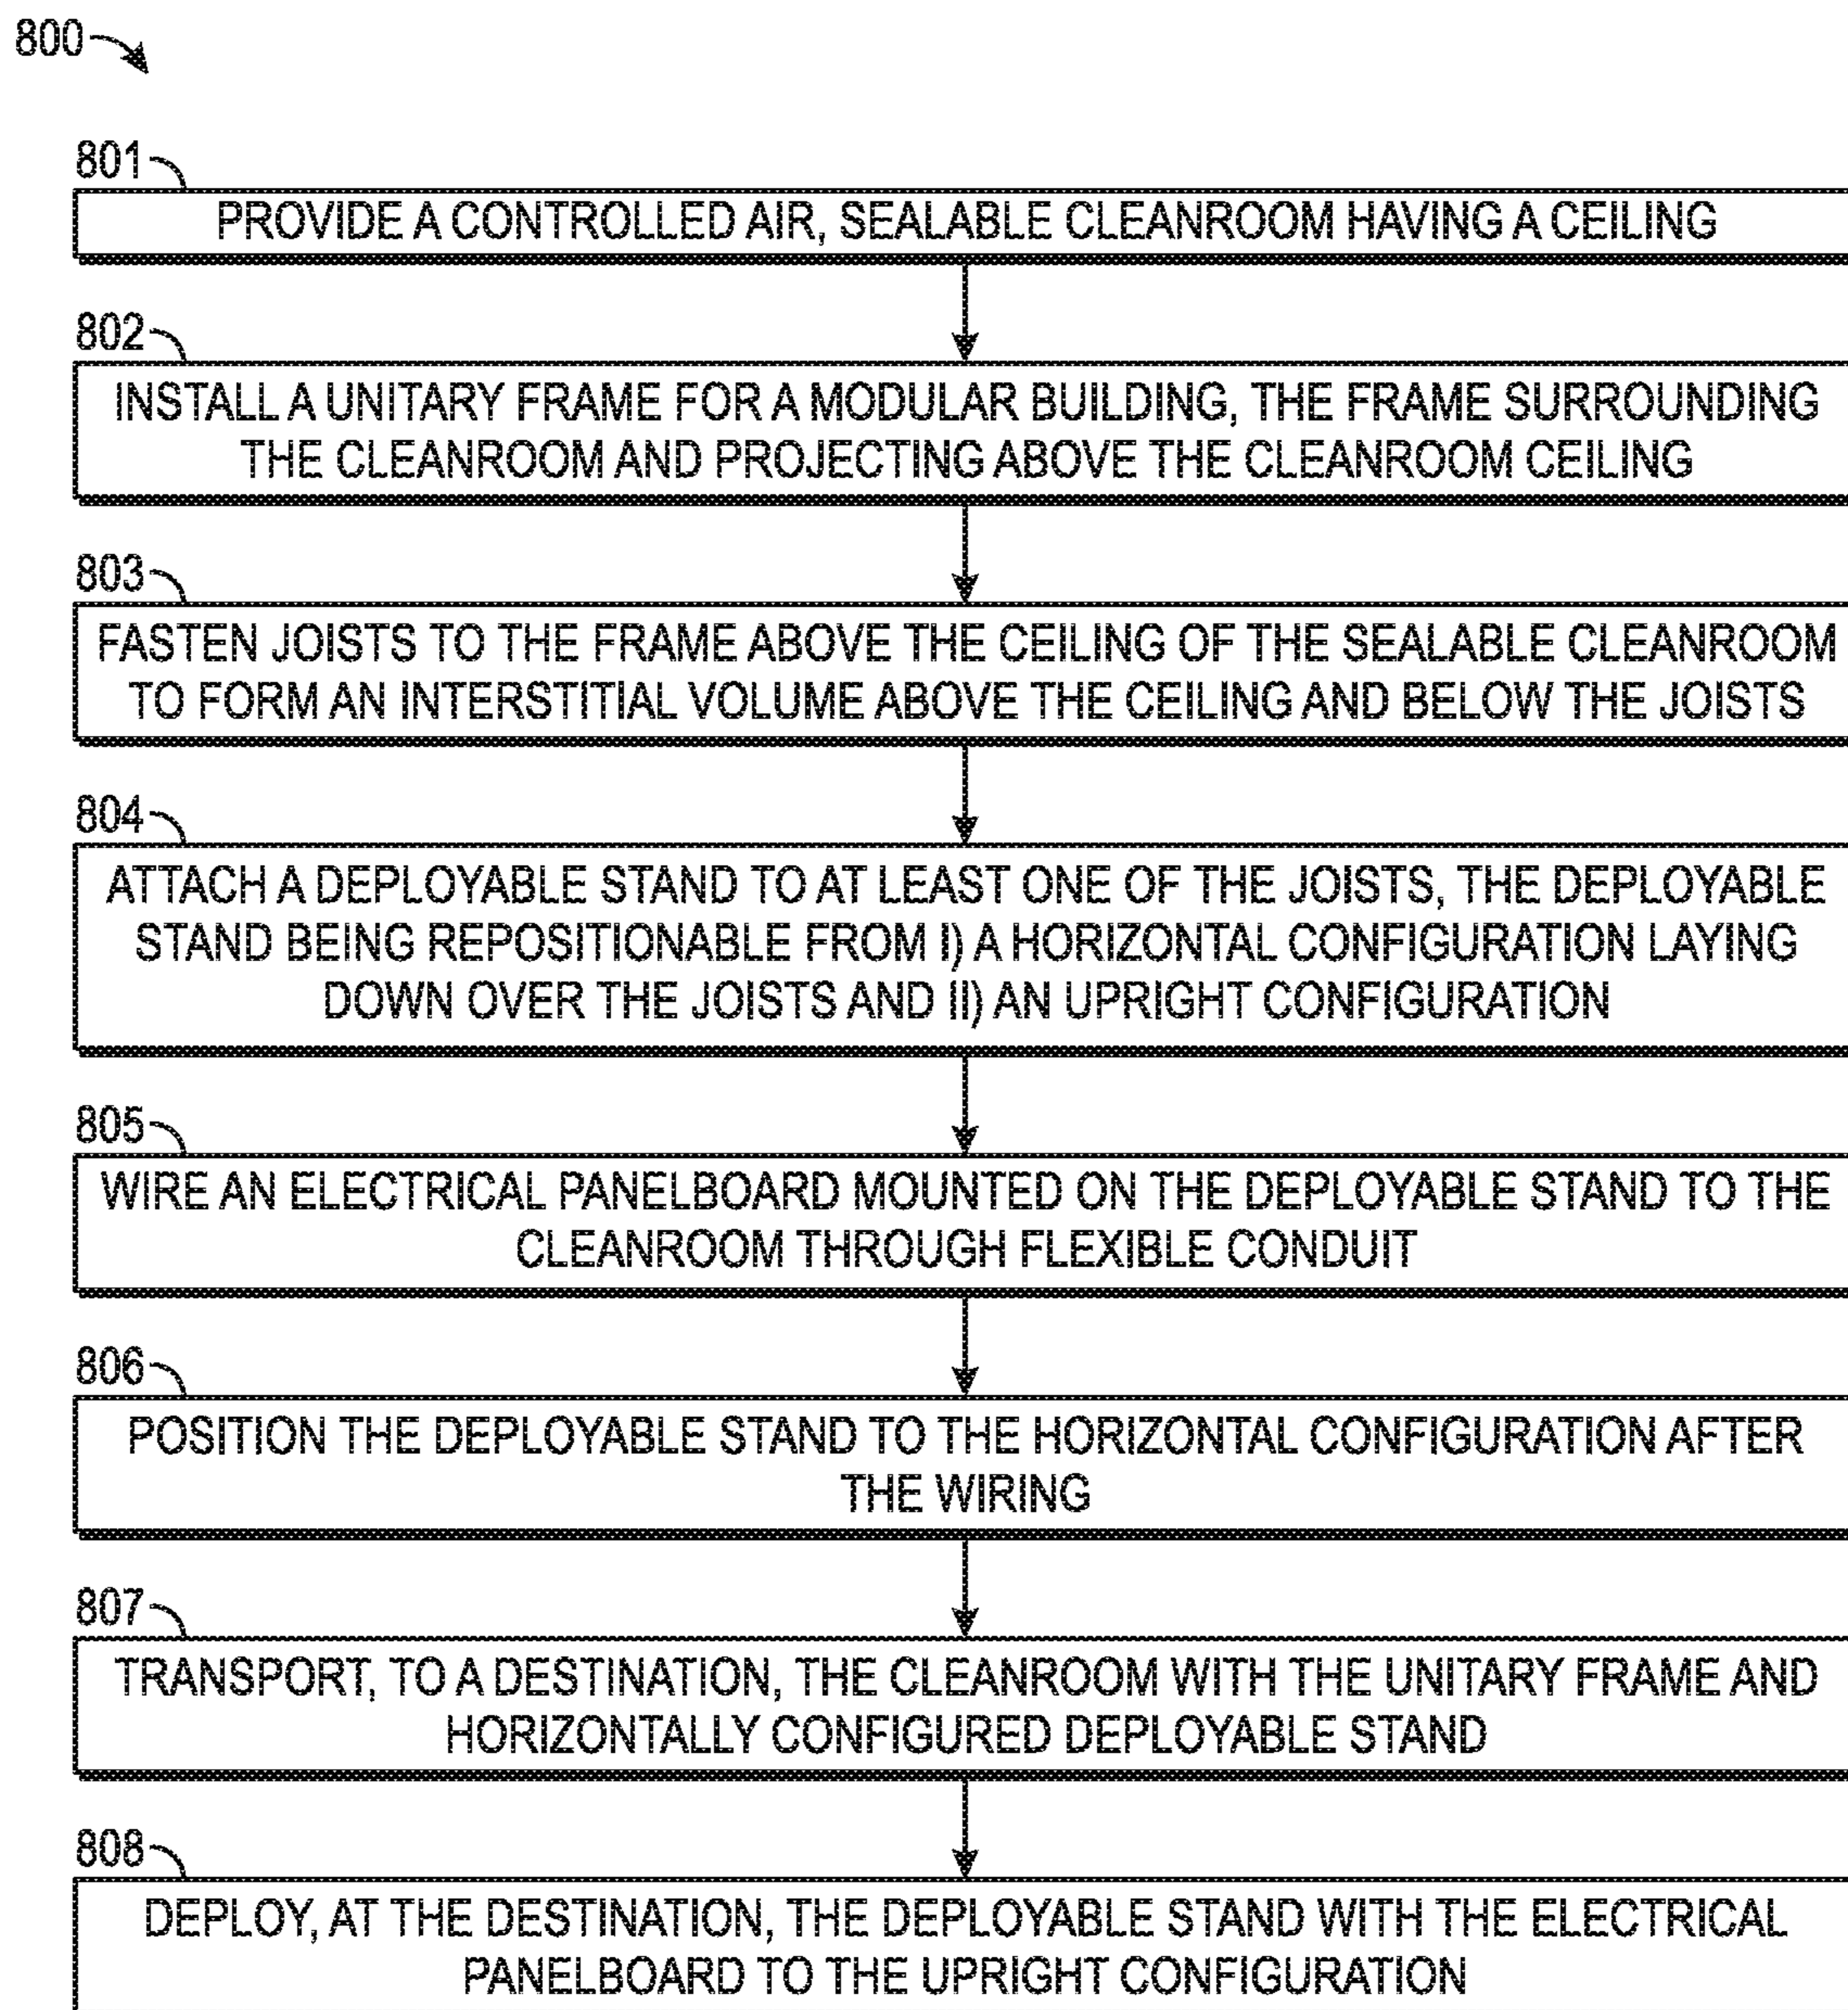 800
801
PROVIDE A CONTROLLED AIR, SEALABLE CLEANROOM HAVING A CEILING
802
INSTALL A UNITARY FRAME FOR A MODULAR BUILDING, THE FRAME SURROUNDING
THE CLEANROOM AND PROJECTING ABOVE THE CLEANROOM CEILING
803
FASTEN JOISTS TO THE FRAME ABOVE THE CEILING OF THE SEALABLE CLEANROOM
TO FORM AN INTERSTITIAL VOLUME ABOVE THE CEILING AND BELOW THE JOISTS
804
ATTACH A DEPLOYABLE STAND TO AT LEAST ONE OF THE JOISTS, THE DEPLOYABLE
STAND BEING REPOSITIONABLE FROM I) A HORIZONTAL CONFIGURATION LAYING
DOWN OVER THE JOISTS AND II) AN UPRIGHT CONFIGURATION
805
WIRE AN ELECTRICAL PANELBOARD MOUNTED ON THE DEPLOYABLE STAND TO THE
CLEANROOM THROUGH FLEXIBLE CONDUIT
806
POSITION THE DEPLOYABLE STAND TO THE HORIZONTAL CONFIGURATION AFTER
THE WIRING
807
TRANSPORT, TO A DESTINATION, THE CLEANROOM WITH THE UNITARY FRAME AND
HORIZONTALLY CONFIGURED DEPLOYABLE STAND
808
DEPLOY, AT THE DESTINATION, THE DEPLOYABLE STAND WITH THE ELECTRICAL
PANELBOARD TO THE UPRIGHT CONFIGURATION